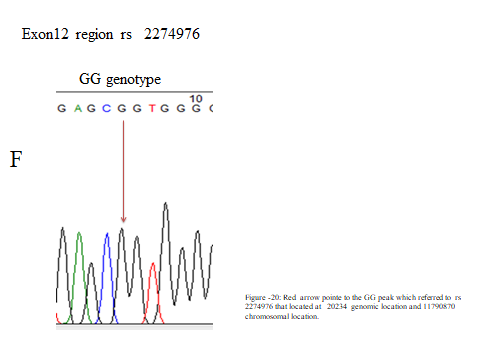 Exon12 region rs 2274976
GG genotype
10
G A G C G G T G G G
F
Figure -20: Red arrow pointe to the GG peak which referred to rs
2274976 that located at 20234 genomic location and 11790870
chromosomal location.